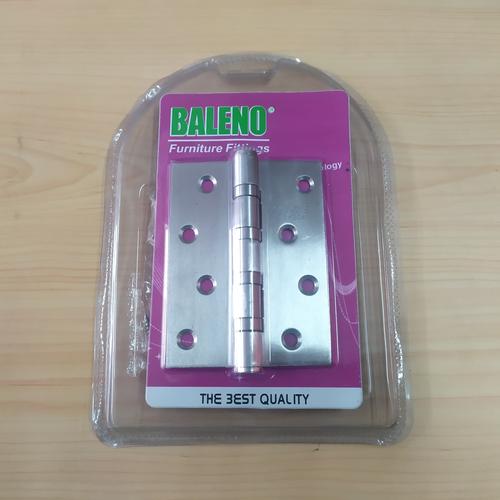 BALENO®
Furniture Fittings
THE BEST QUALITY